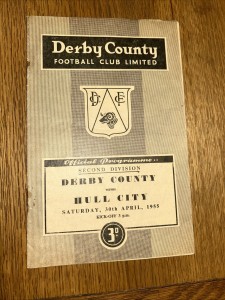 Derby County
FOOTBALL CLUB LIMITED
D C
Official Programme
SECOND DIVISION
DERBY COUNTY
versus
HULL CITY
SATURDAY, 30th APRIL, 1955
KICK-OFF 3 p.m.
3D